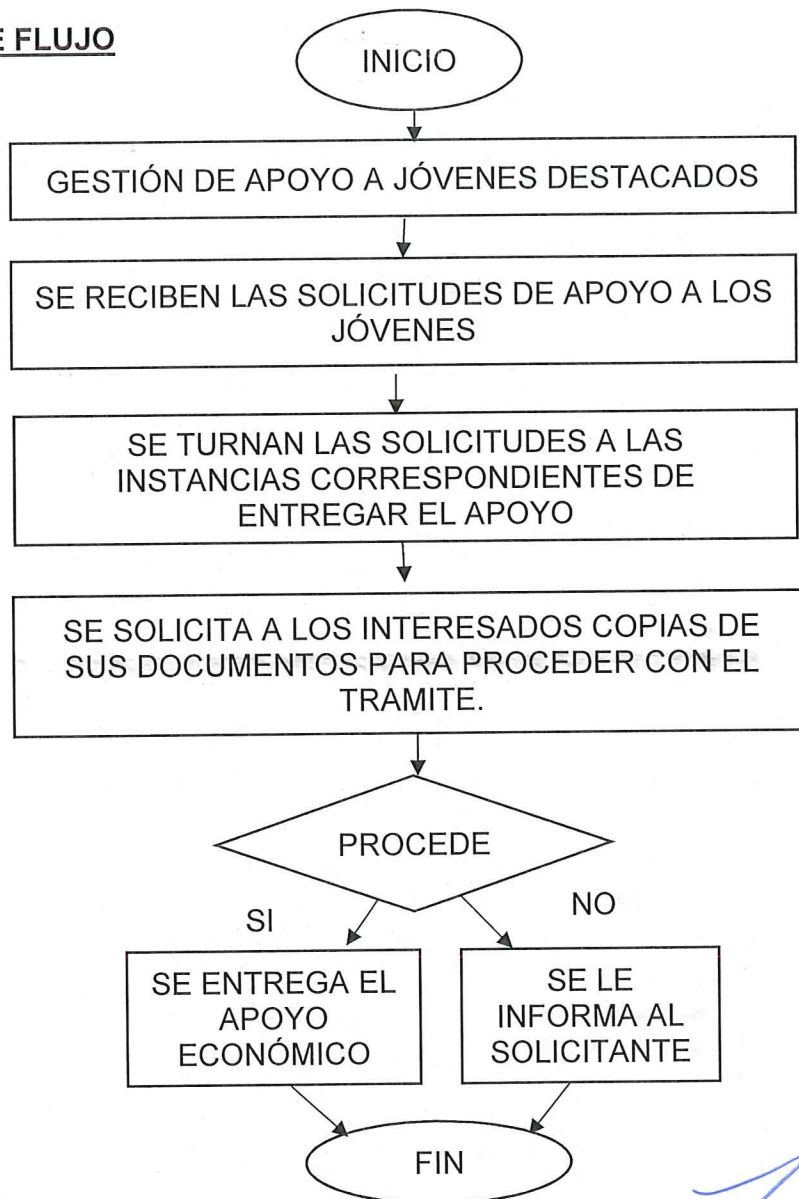 E FLUJO
INICIO
GESTIÓN DE APOYO A JÓVENES DESTACADOS
SE RECIBEN LAS SOLICITUDES DE APOYO A LOS
JÓVENES
SE TURNAN LAS SOLICITUDES A LAS
INSTANCIAS CORRESPONDIENTES DE
ENTREGAR EL APOYO
SE SOLICITA A LOS INTERESADOS COPIAS DE
SUS DOCUMENTOS PARA PROCEDER CON EL
TRAMITE.
PROCEDE
SI
NO
SE ENTREGA EL
APOYO
ECONÓMICO
SE LE
INFORMA AL
SOLICITANTE
FIN